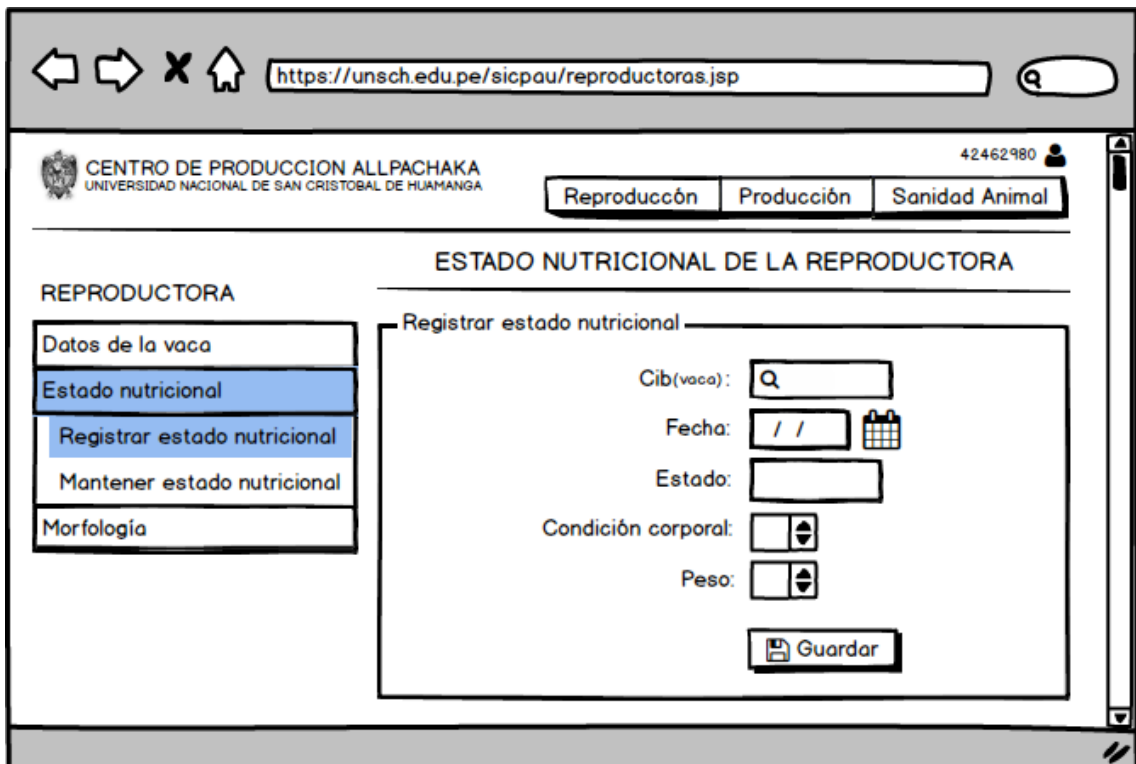 https://unsch.edu.pe/sicpau/reproductoras.jsp
CENTRO DE PRODUCCION ALLPACHAKA
UNIVERSIDAD NACIONAL DE SAN CRISTOBAL DE HUAMANGA
42462980
Reproduccón Producción Sanidad Animal
ESTADO NUTRICIONAL DE LA REPRODUCTORA
REPRODUCTORA
Datos de la vaca
Estado nutricional
Registrar estado nutricional
Mantener estado nutricional
Morfología
Registrar estado nutricional
Cib(vaca):
Fecha: / /
Estado:
Condición corporal:
Peso:
Guardar